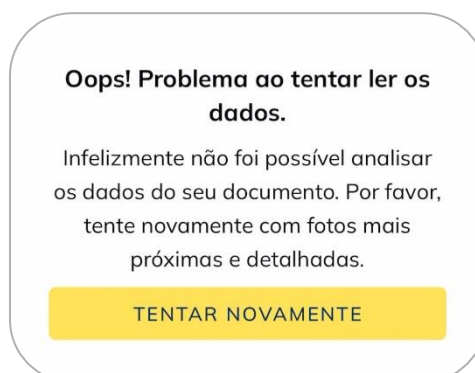 Oops! Problema ao tentar ler os
dados.
Infelizmente não foi possível analisar
os dados do seu documento. Por favor,
tente novamente com fotos mais
próximas e detalhadas.
TENTAR NOVAMENTE